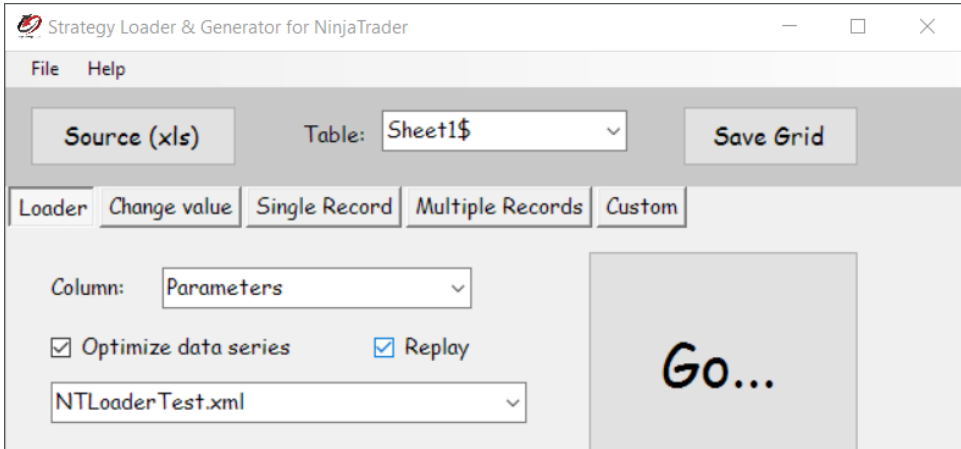 Strategy Loader & Generator for NinjaTrader
File Help
Source (xls) Table: Sheet1$ Save Grid
Loader Change value Single Record Multiple Records Custom
Column: Parameters
Optimize data series Replay
Go...
NTLoaderTest.xml